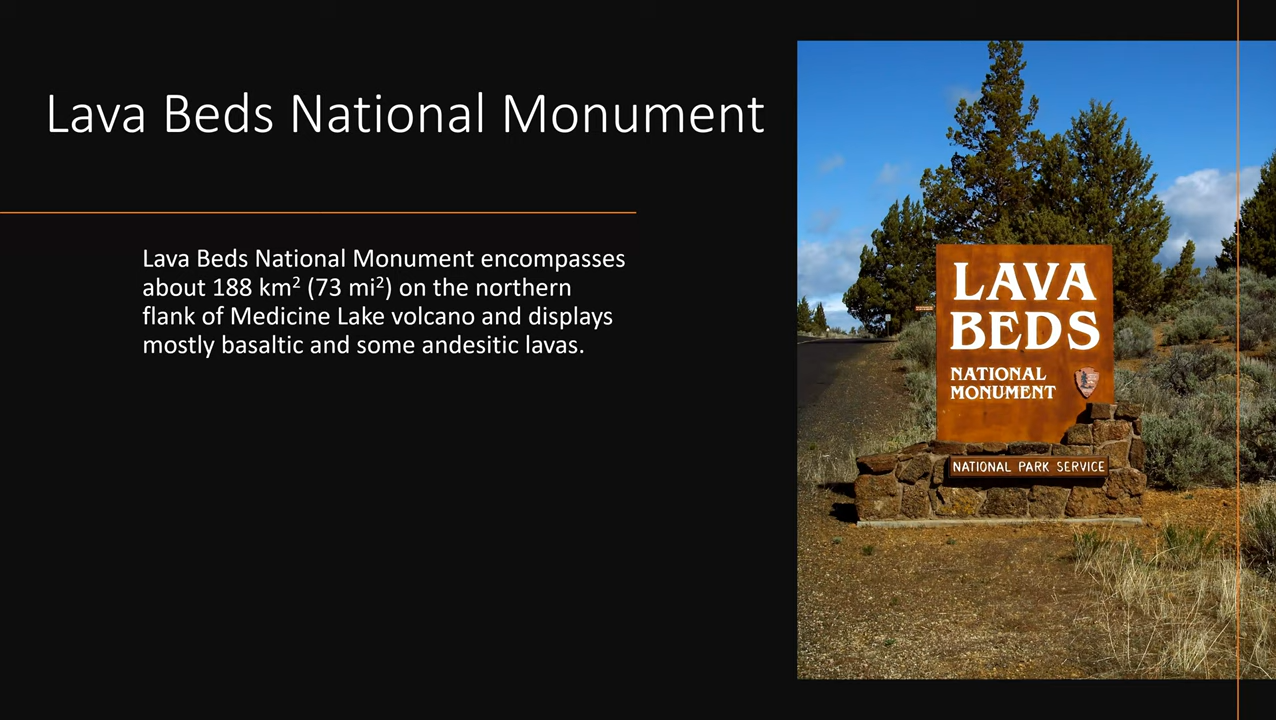 Lava Beds National Monument
Lava Beds National Monument encompasses
about 188 km² (73 mi²) on the northern
flank of Medicine Lake volcano and displays
mostly basaltic and some andesitic lavas.
LAVA
BEDS
NATIONAL
MONUMENT
NATIONAL PARK SERVICE